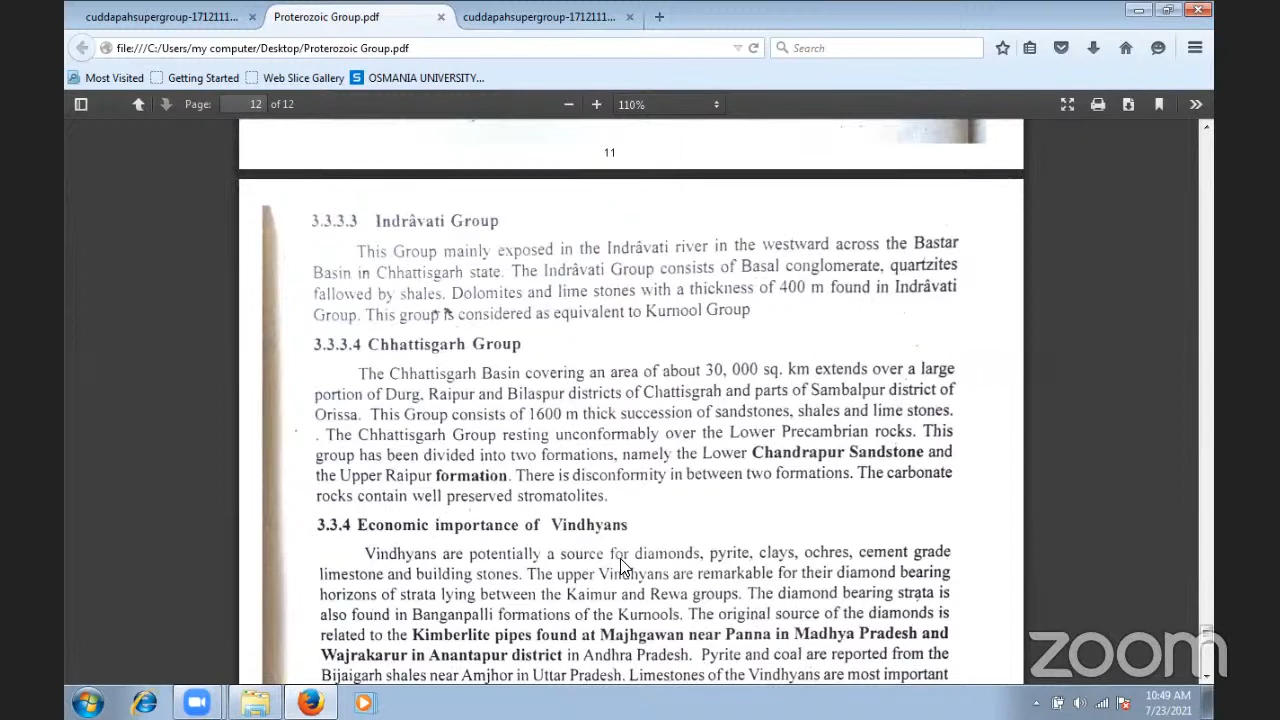 cuddapahsupergroup-1712111...
Proterozoic Group.pdf
cuddapahsupergroup-1712111...
file:///C:/Users/my computer/Desktop/Proterozoic Group.pdf
Search
Most Visited
Getting Started
Web Slice Gallery
S OSMANIA UNIVERSITY...
Page: 12 of 12
110%
11
3.3.3.3 Indrâvati Group
This Group mainly exposed in the Indrâvati river in the westward across the Bastar
Basin in Chhattisgarh state. The Indrâvati Group consists of Basal conglomerate, quartzites
fallowed by shales. Dolomites and lime stones with a thickness of 400 m found in Indrâvati
Group. This group is considered as equivalent to Kurnool Group
3.3.3.4 Chhattisgarh Group
The Chhattisgarh Basin covering an area of about 30, 000 sq. km extends over a large
portion of Durg, Raipur and Bilaspur districts of Chattisgrah and parts of Sambalpur district of
Orissa. This Group consists of 1600 m thick succession of sandstones, shales and lime stones.
. The Chhattisgarh Group resting unconformably over the Lower Precambrian rocks. This
group has been divided into two formations, namely the Lower Chandrapur Sandstone and
the Upper Raipur formation. There is disconformity in between two formations. The carbonate
rocks contain well preserved stromatolites.
3.3.4 Economic importance of Vindhyans
Vindhyans are potentially a source for diamonds, pyrite, clays, ochres, cement grade
limestone and building stones. The upper Vindhyans are remarkable for their diamond bearing
horizons of strata lying between the Kaimur and Rewa groups. The diamond bearing strata is
also found in Banganpalli formations of the Kurnools. The original source of the diamonds is
related to the Kimberlite pipes found at Majhgawan near Panna in Madhya Pradesh and
Wajrakarur in Anantapur district in Andhra Pradesh. Pyrite and coal are reported from the
Bijaigarh shales near Amjhor in Uttar Pradesh. Limestones of the Vindhyans are most important
zoom
10:49 AM
7/23/2021